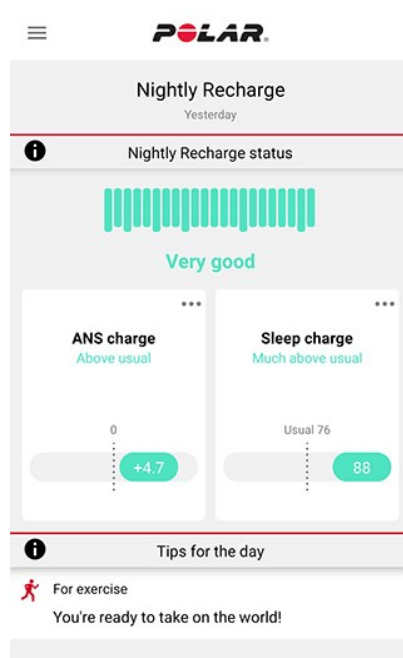 POLAR.
Nightly Recharge
Yesterday
Nightly Recharge status
Very good
ANS charge
Above usual
0
+4.7
Sleep charge
Much above usual
Usual 76
88
Tips for the day
For exercise
You're ready to take on the world!